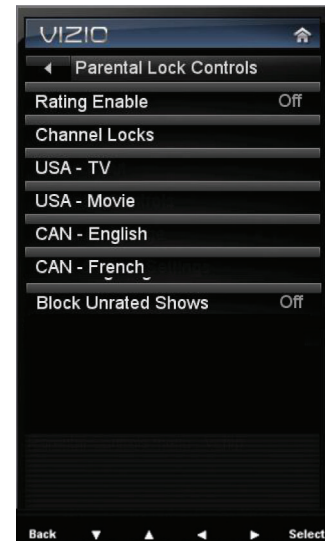 VIZIO
Parental Lock Controls
Rating Enable Off
Channel Locks
USA - TV
USA - Movie
CAN - English
CAN - French
Block Unrated Shows Off
Back ▼ ▲ ◀ ▶ Select